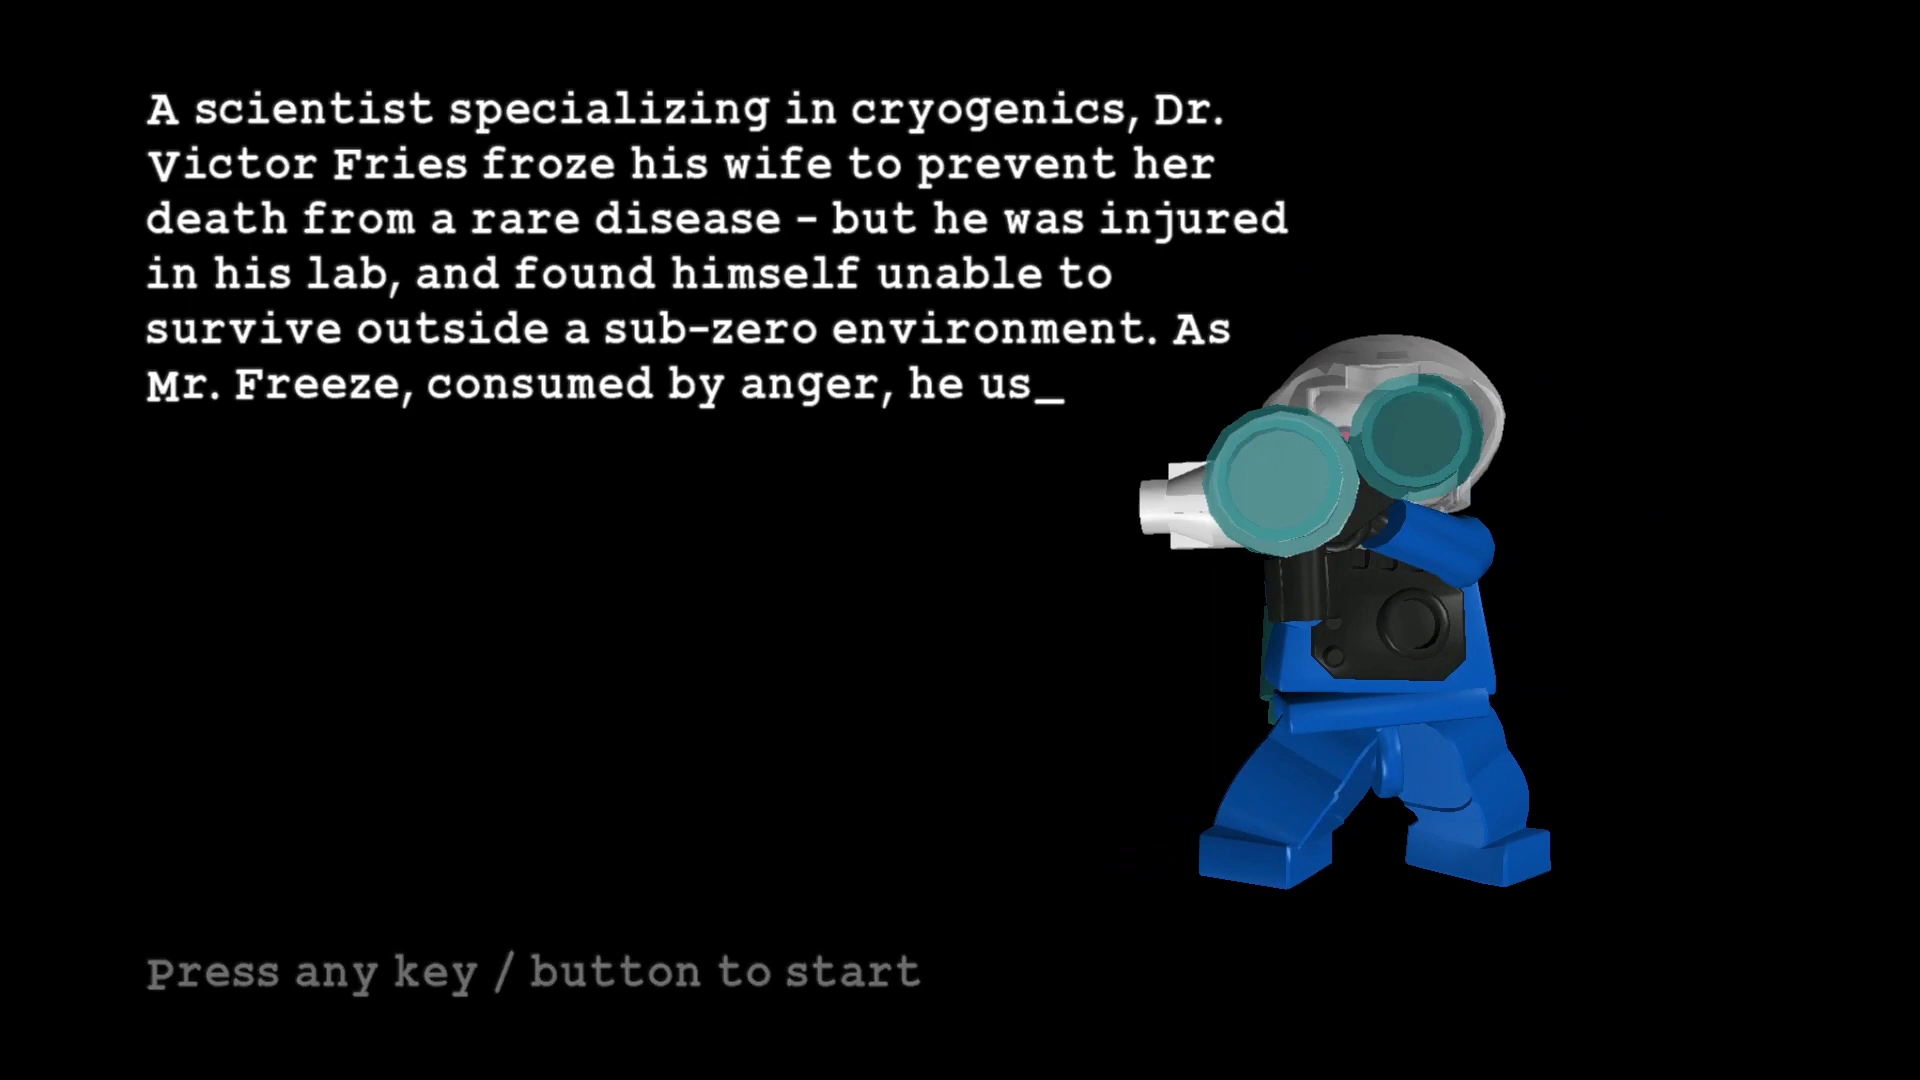 A scientist specializing in cryogenics, Dr.
Victor Fries froze his wife to prevent her
death from a rare disease - but he was injured
in his lab, and found himself unable to
survive outside a sub-zero environment. As
Mr. Freeze, consumed by anger, he us_
Press any key / button to start